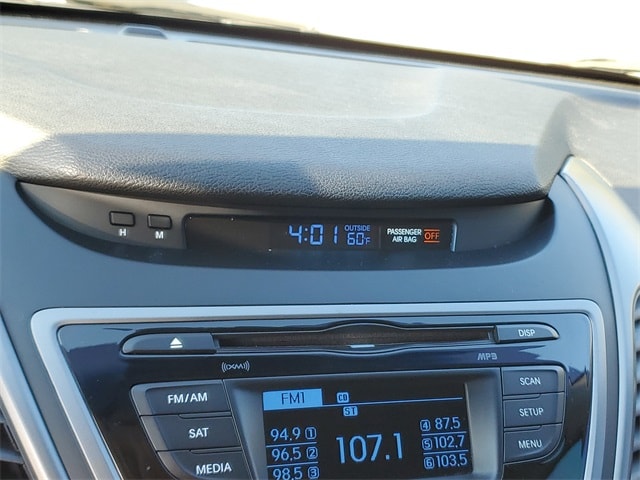 H M 4:01 OUTSIDE 60°F PASSENGER AIR BAG OFF
DISP
((XM))
MP3
FM/AM
SAT
MEDIA
FM1 CD
ST
94.9 1
96.5 2
98.5 3
107.1
4 87.5
5 102.7
6 103.5
SCAN
SETUP
MENU